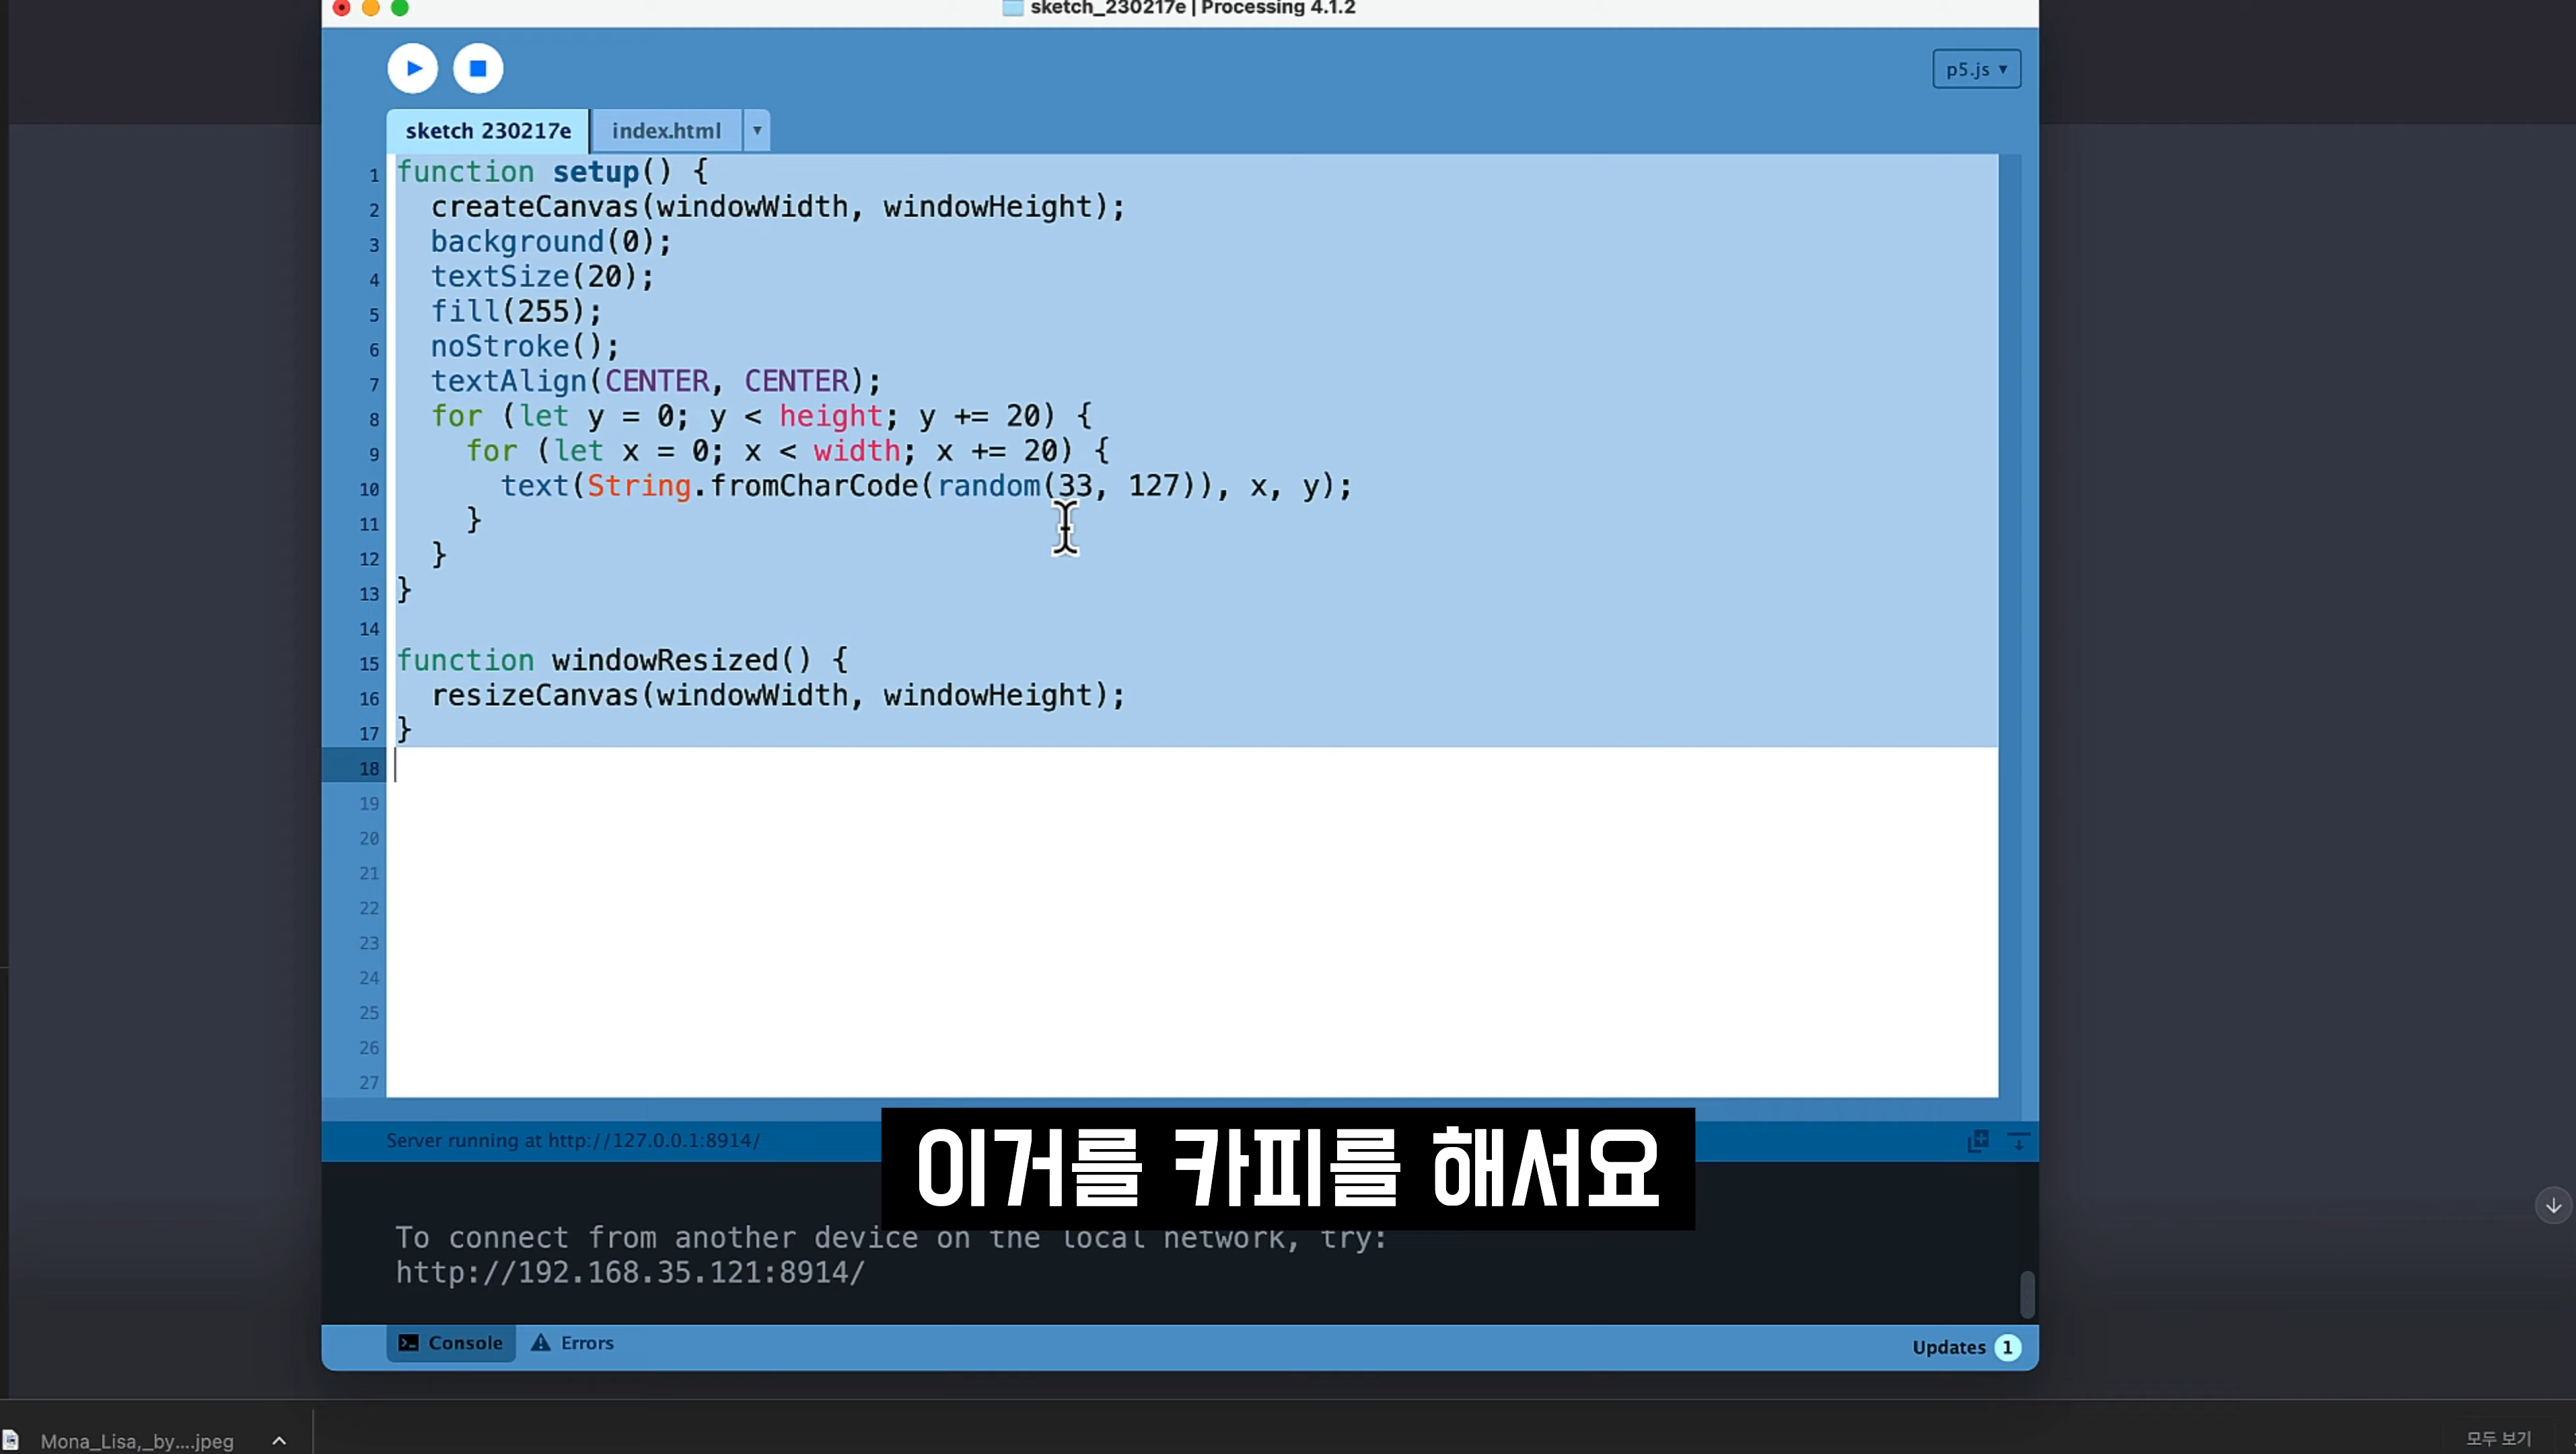 sketch_230217e | Processing 4.1.2
p5.js ▼
sketch 230217e
index.html
▼
1 function setup() {
2   createCanvas(windowWidth, windowHeight);
3   background(0);
4   textSize(20);
5   fill(255);
6   noStroke();
7   textAlign(CENTER, CENTER);
8   for (let y = 0; y < height; y += 20) {
9     for (let x = 0; x < width; x += 20) {
10       text(String.fromCharCode(random(33, 127)), x, y);
11     }
12   }
13 }
14
15 function windowResized() {
16   resizeCanvas(windowWidth, windowHeight);
17 }
18
19
20
21
22
23
24
25
26
27
Server running at http://127.0.0.1:8914/
이거를 카피를 해서요
To connect from another device on the local network, try:
http://192.168.35.121:8914/
Console
Errors
Updates 1
Mona_Lisa,_by....jpeg
모두 보기